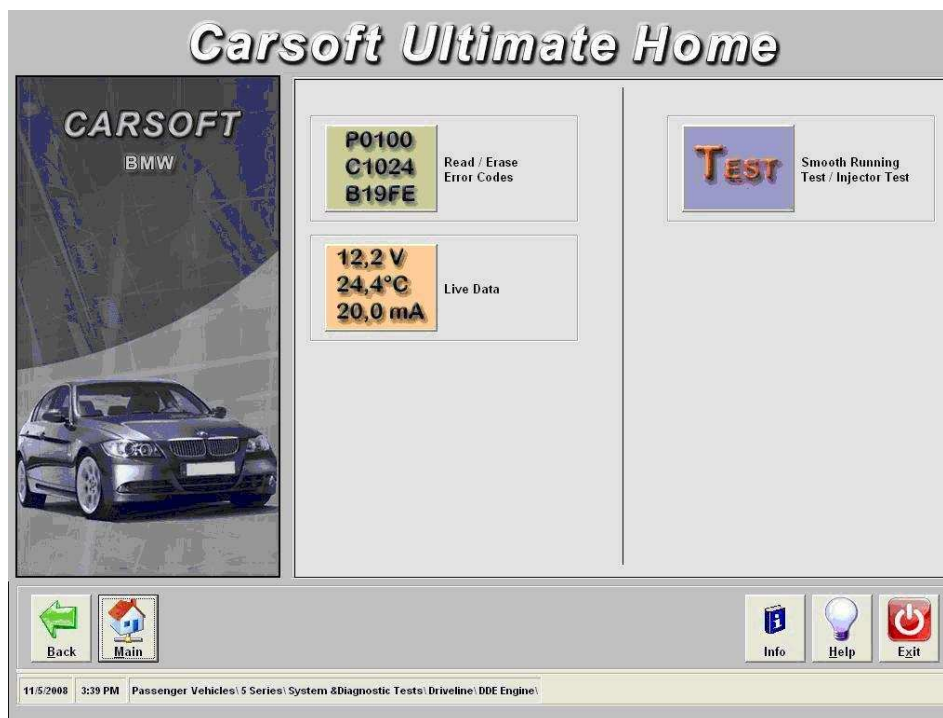 Carsoft Ultimate Home
CARSOFT
BMW
P0100
C1024
B19FE
Read / Erase
Error Codes
12,2 V
24,4°C
20,0 mA
Live Data
TEST
Smooth Running
Test / Injector Test
Back
Main
Info
Help
Exit
11/5/2008 3:39 PM Passenger Vehicles\ 5 Series\ System &Diagnostic Tests\ Driveline\ DDE Engine\